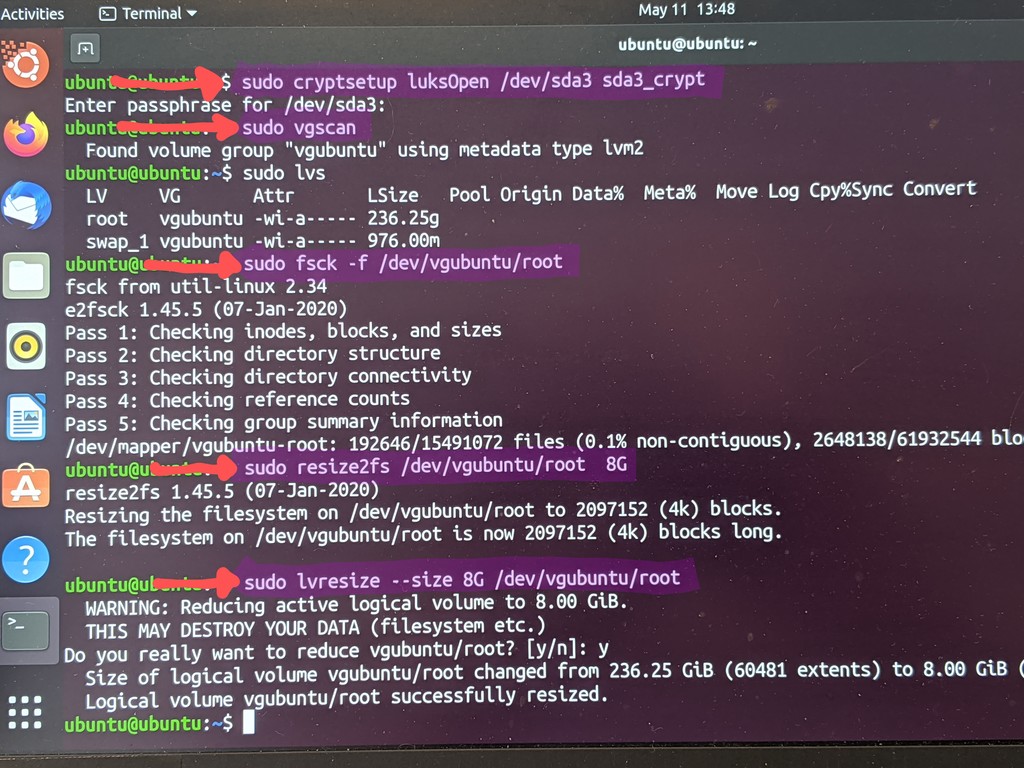 Activities
Terminal
May 11 13:48
ubuntu@ubuntu: ~
$ sudo cryptsetup luksOpen /dev/sda3 sda3_crypt
Enter passphrase for /dev/sda3:
sudo vgscan
Found volume group "vgubuntu" using metadata type lvm2
ubuntu@ubuntu:~$ sudo lvs
LV VG Attr LSize Pool Origin Data% Meta% Move Log Cpy%Sync Convert
root vgubuntu -wi-a----- 236.25g
swap_1 vgubuntu -wi-a----- 976.00m
sudo fsck -f /dev/vgubuntu/root
fsck from util-linux 2.34
e2fsck 1.45.5 (07-Jan-2020)
Pass 1: Checking inodes, blocks, and sizes
Pass 2: Checking directory structure
Pass 3: Checking directory connectivity
Pass 4: Checking reference counts
Pass 5: Checking group summary information
/dev/mapper/vgubuntu-root: 192646/15491072 files (0.1% non-contiguous), 2648138/61932544 blo
sudo resize2fs /dev/vgubuntu/root 8G
resize2fs 1.45.5 (07-Jan-2020)
Resizing the filesystem on /dev/vgubuntu/root to 2097152 (4k) blocks.
The filesystem on /dev/vgubuntu/root is now 2097152 (4k) blocks long.
sudo lvresize --size 8G /dev/vgubuntu/root
WARNING: Reducing active logical volume to 8.00 GiB.
THIS MAY DESTROY YOUR DATA (filesystem etc.)
Do you really want to reduce vgubuntu/root? [y/n]: y
Size of logical volume vgubuntu/root changed from 236.25 GiB (60481 extents) to 8.00 GiB (
Logical volume vgubuntu/root successfully resized.
ubuntu@ubuntu:~$